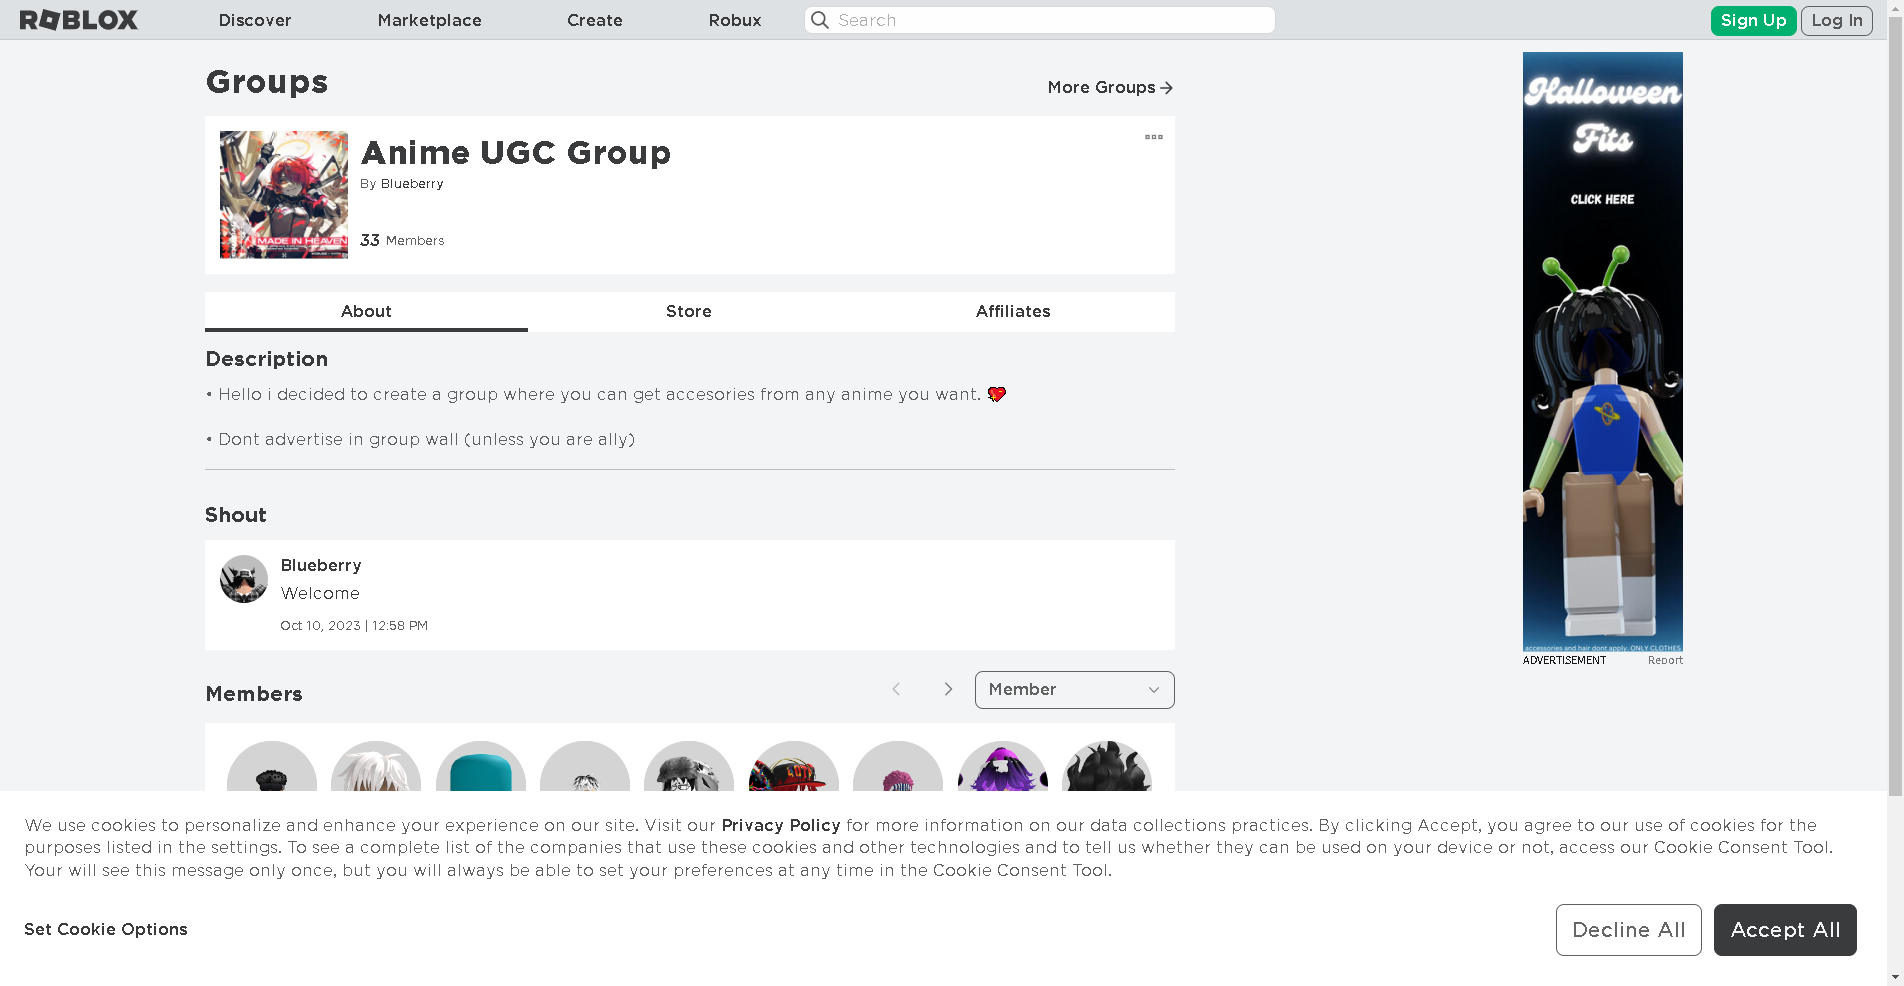 ROBLOX Discover Marketplace Create Robux Search Sign Up Log In
Groups
More Groups
Anime UGC Group
By Blueberry
33 Members
MADE IN HEAVEN
About Store Affiliates
Description
• Hello i decided to create a group where you can get accesories from any anime you want.
• Dont advertise in group wall (unless you are ally)
Shout
Blueberry
Welcome
Oct 10, 2023 | 12:58 PM
Members
Member
Halloween
Fits
CLICK HERE
accessories and hair dont apply. ONLY CLOTHES
ADVERTISEMENT Report
We use cookies to personalize and enhance your experience on our site. Visit our Privacy Policy for more information on our data collections practices. By clicking Accept, you agree to our use of cookies for the
purposes listed in the settings. To see a complete list of the companies that use these cookies and other technologies and to tell us whether they can be used on your device or not, access our Cookie Consent Tool.
Your will see this message only once, but you will always be able to set your preferences at any time in the Cookie Consent Tool.
Set Cookie Options
Decline All
Accept All